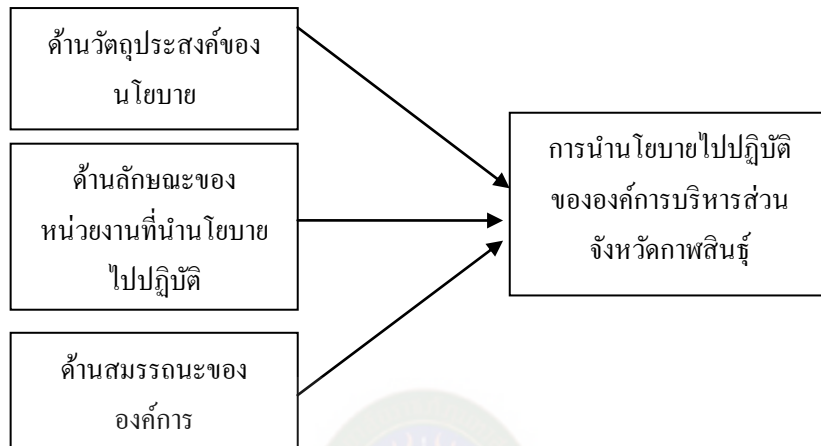 ด้านวัตถุประสงค์ของ
นโยบาย
ด้านลักษณะของ
หน่วยงานที่นำนโยบาย
ไปปฏิบัติ
ด้านสมรรถนะของ
องค์การ
การนำนโยบายไปปฏิบัติ
ขององค์การบริหารส่วน
จังหวัดกาฬสินธุ์